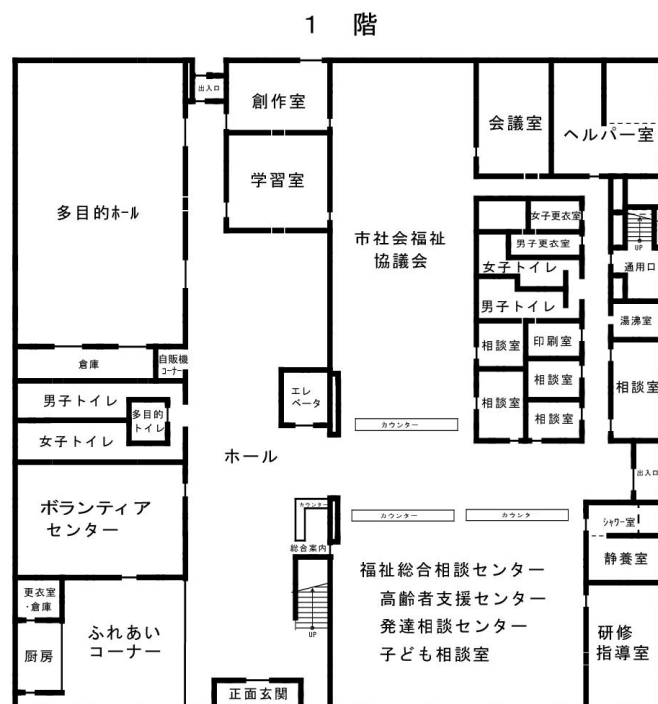 1 階
出入口
創作室
会議室
ヘルパー室
学習室
多目的ホール
市社会福祉
協議会
女子更衣室
男子更衣室
女子トイレ
男子トイレ
UP
通用口
湯沸室
相談室
印刷室
相談室
相談室
相談室
相談室
倉庫
自販機
コーナー
エレ
ベータ
男子トイレ
多目的
トイレ
女子トイレ
カウンター
ホール
出入口
ボランティア
センター
カウンター
総合案内
カウンター
カウンタ
シャワー室
静養室
福祉総合相談センター
高齢者支援センター
発達相談センター
子ども相談室
更衣室
・倉庫
ふれあい
コーナー
厨房
UP
研修
指導室
正面玄関